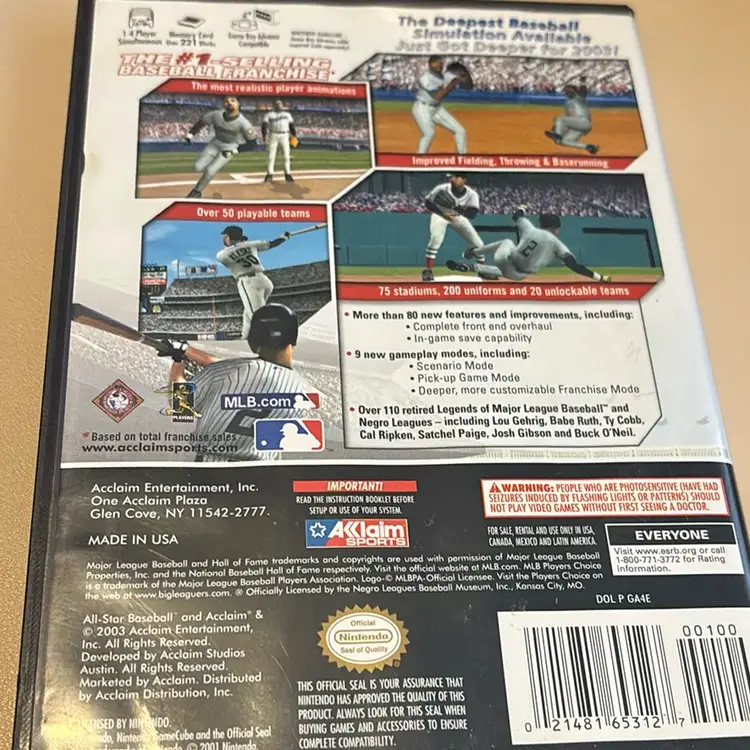 1-4 Player
Simultaneous
Memory Card
Game Boy Advance
Compatible
The Deepest Baseball
Simulation Available
Just Got Deeper for 2003!
THE #1-SELLING
BASEBALL FRANCHISE*
The most realistic player animations
Improved Fielding, Throwing & Baserunning
Over 50 playable teams
75 stadiums, 200 uniforms and 20 unlockable teams
• More than 80 new features and improvements, including:
• Complete front end overhaul
• In-game save capability
• 9 new gameplay modes, including:
• Scenario Mode
• Pick-up Game Mode
• Deeper, more customizable Franchise Mode
• Over 110 retired Legends of Major League Baseball™ and
Negro Leagues – including Lou Gehrig, Babe Ruth, Ty Cobb,
Cal Ripken, Satchel Paige, Josh Gibson and Buck O'Neil.
2
2
PLAYERS
MLB.com
* Based on total franchise sales
www.acclaimsports.com
Acclaim Entertainment, Inc.
One Acclaim Plaza
Glen Cove, NY 11542-2777.
MADE IN USA
IMPORTANT!
READ THE INSTRUCTION BOOKLET BEFORE
SETUP OR USE OF YOUR SYSTEM.
AKKlaim
SPORTS
WARNING: PEOPLE WHO ARE PHOTOSENSITIVE (HAVE HAD
SEIZURES INDUCED BY FLASHING LIGHTS OR PATTERNS) SHOULD
NOT PLAY VIDEO GAMES WITHOUT FIRST SEEING A DOCTOR.
FOR SALE, RENTAL AND USE ONLY IN USA,
CANADA, MEXICO AND LATIN AMERICA.
EVERYONE
Visit www.esrb.org or call
1-800-771-3772 for Rating
Information.
Major League Baseball and Hall of Fame trademarks and copyrights are used with permission of Major League Baseball
Properties, Inc. and the National Baseball Hall of Fame respectively. Visit the official website at MLB.com. MLB Players Choice
is a trademark of the Major League Baseball Players Association. Logo-© MLBPA-Official Licensee. Visit the Players Choice on
the web at www.bigleaguers.com. ® Officially Licensed by the Negro Leagues Baseball Museum, Inc., Kansas City, MO.
DOL P GA4E
All-Star Baseball™ and Acclaim ®
© 2003 Acclaim Entertainment,
Inc. All Rights Reserved.
Developed by Acclaim Studios
Austin. All Rights Reserved.
Marketed by Acclaim. Distributed
by Acclaim Distribution, Inc.
Official
Nintendo
Seal of Quality
THIS OFFICIAL SEAL IS YOUR ASSURANCE THAT
NINTENDO HAS APPROVED THE QUALITY OF THIS
PRODUCT. ALWAYS LOOK FOR THIS SEAL WHEN
BUYING GAMES AND ACCESSORIES TO ENSURE
COMPLETE COMPATIBILITY.
LICENSED BY NINTENDO.
Nintendo GameCube and the Official Seal
© 2001 Nintendo
00100
0 21481 65312 7